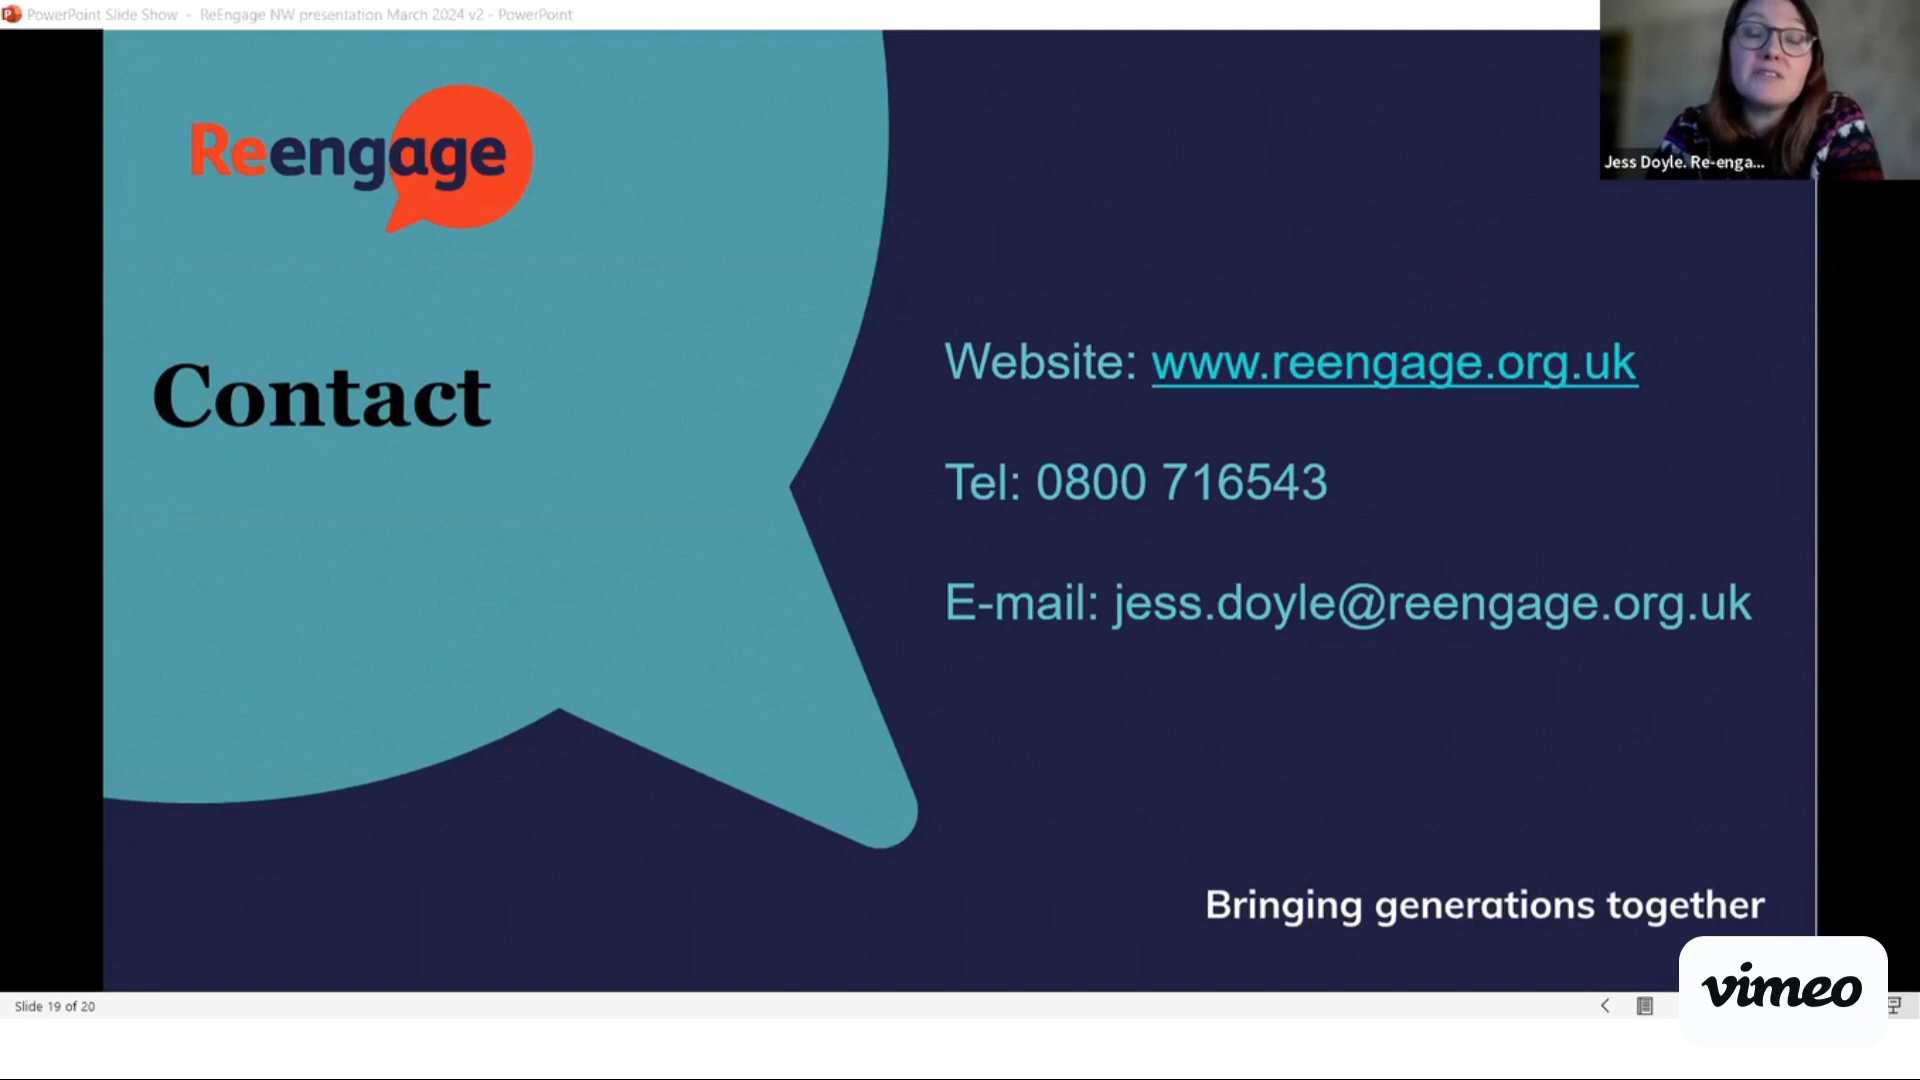 PowerPoint Slide Show - ReEngage NW presentation March 2024 v2 - PowerPoint
Jess Doyle. Re-enga...
Reengage
Contact
Website: www.reengage.org.uk
Tel: 0800 716543
E-mail: jess.doyle@reengage.org.uk
Bringing generations together
vimeo
Slide 19 of 20